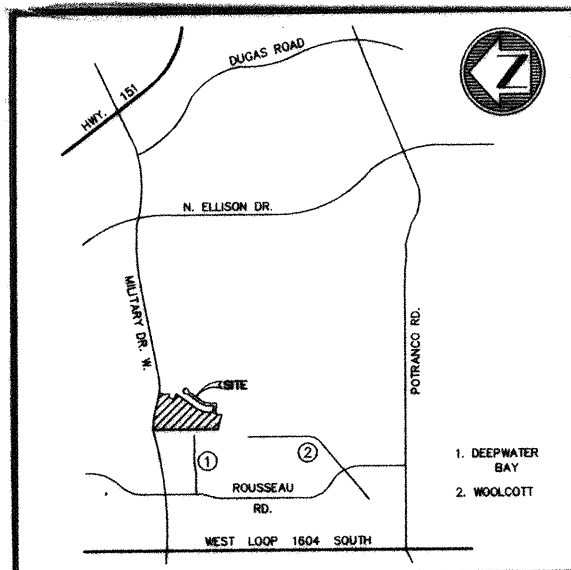 DUGAS ROAD
HWY. 151
N
N. ELLISON DR.
MILITARY DR. W.
POTRANCO RD.
SITE
1
2
1. DEEPWATER
BAY
2. WOOLCOTT
ROUSSEAU
RD.
WEST LOOP 1604 SOUTH